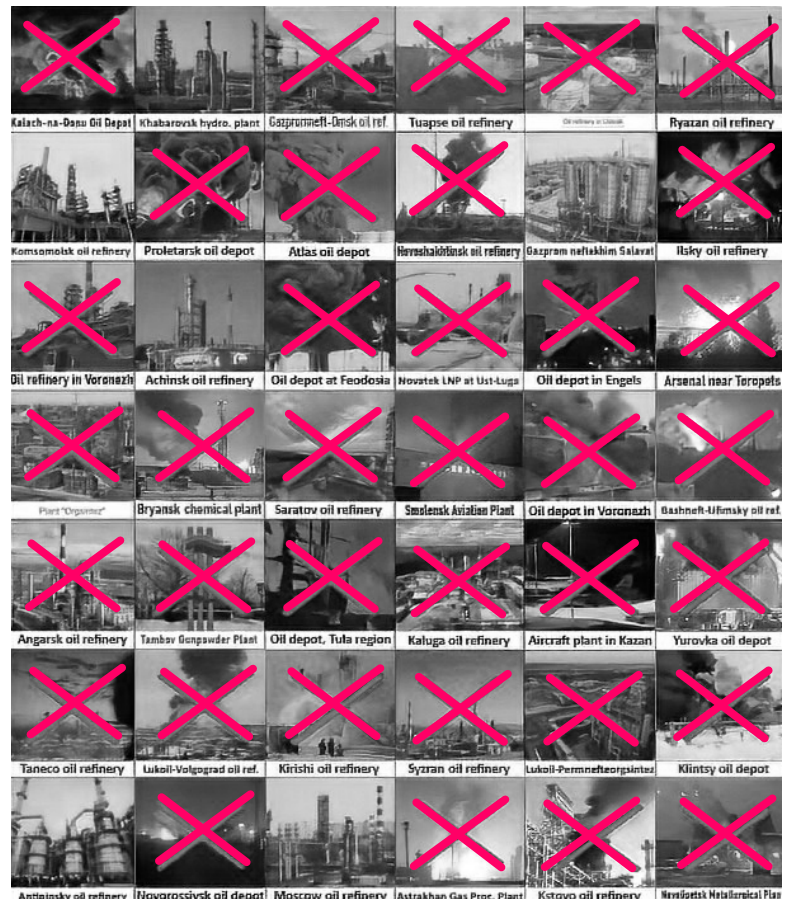 Kalach-na-Donu Oil Depot
Khabarovsk hydro. plant
Gazpromneft-Omsk oil ref.
Tuapse oil refinery
Oil refinery in
Ryazan oil refinery
Komsomolsk oil refinery
Proletarsk oil depot
Atlas oil depot
Novoshakhtinsk oil refinery
Gazprom neftekhim Salavat
Ilsky oil refinery
Oil refinery in Voronezh
Achinsk oil refinery
Oil depot at Feodosia
Novatek LNP at Ust-Luga
Oil depot in Engels
Arsenal near Toropets
Plant "Orgsintez"
Bryansk chemical plant
Saratov oil refinery
Smolensk Aviation Plant
Oil depot in Voronezh
Bashneft-Ufimsky oil ref.
Angarsk oil refinery
Tambov Gunpowder Plant
Oil depot, Tula region
Kaluga oil refinery
Aircraft plant in Kazan
Yurovka oil depot
Taneco oil refinery
Lukoil-Volgograd oil ref.
Kirishi oil refinery
Syzran oil refinery
Lukoil-Permnefteorgsintez
Klintsy oil depot
Antipinsky oil refinery
Novorossiysk oil depot
Moscow oil refinery
Astrakhan Gas Proc. Plant
Kstovo oil refinery
Novolipetsk Metallurgical Plan